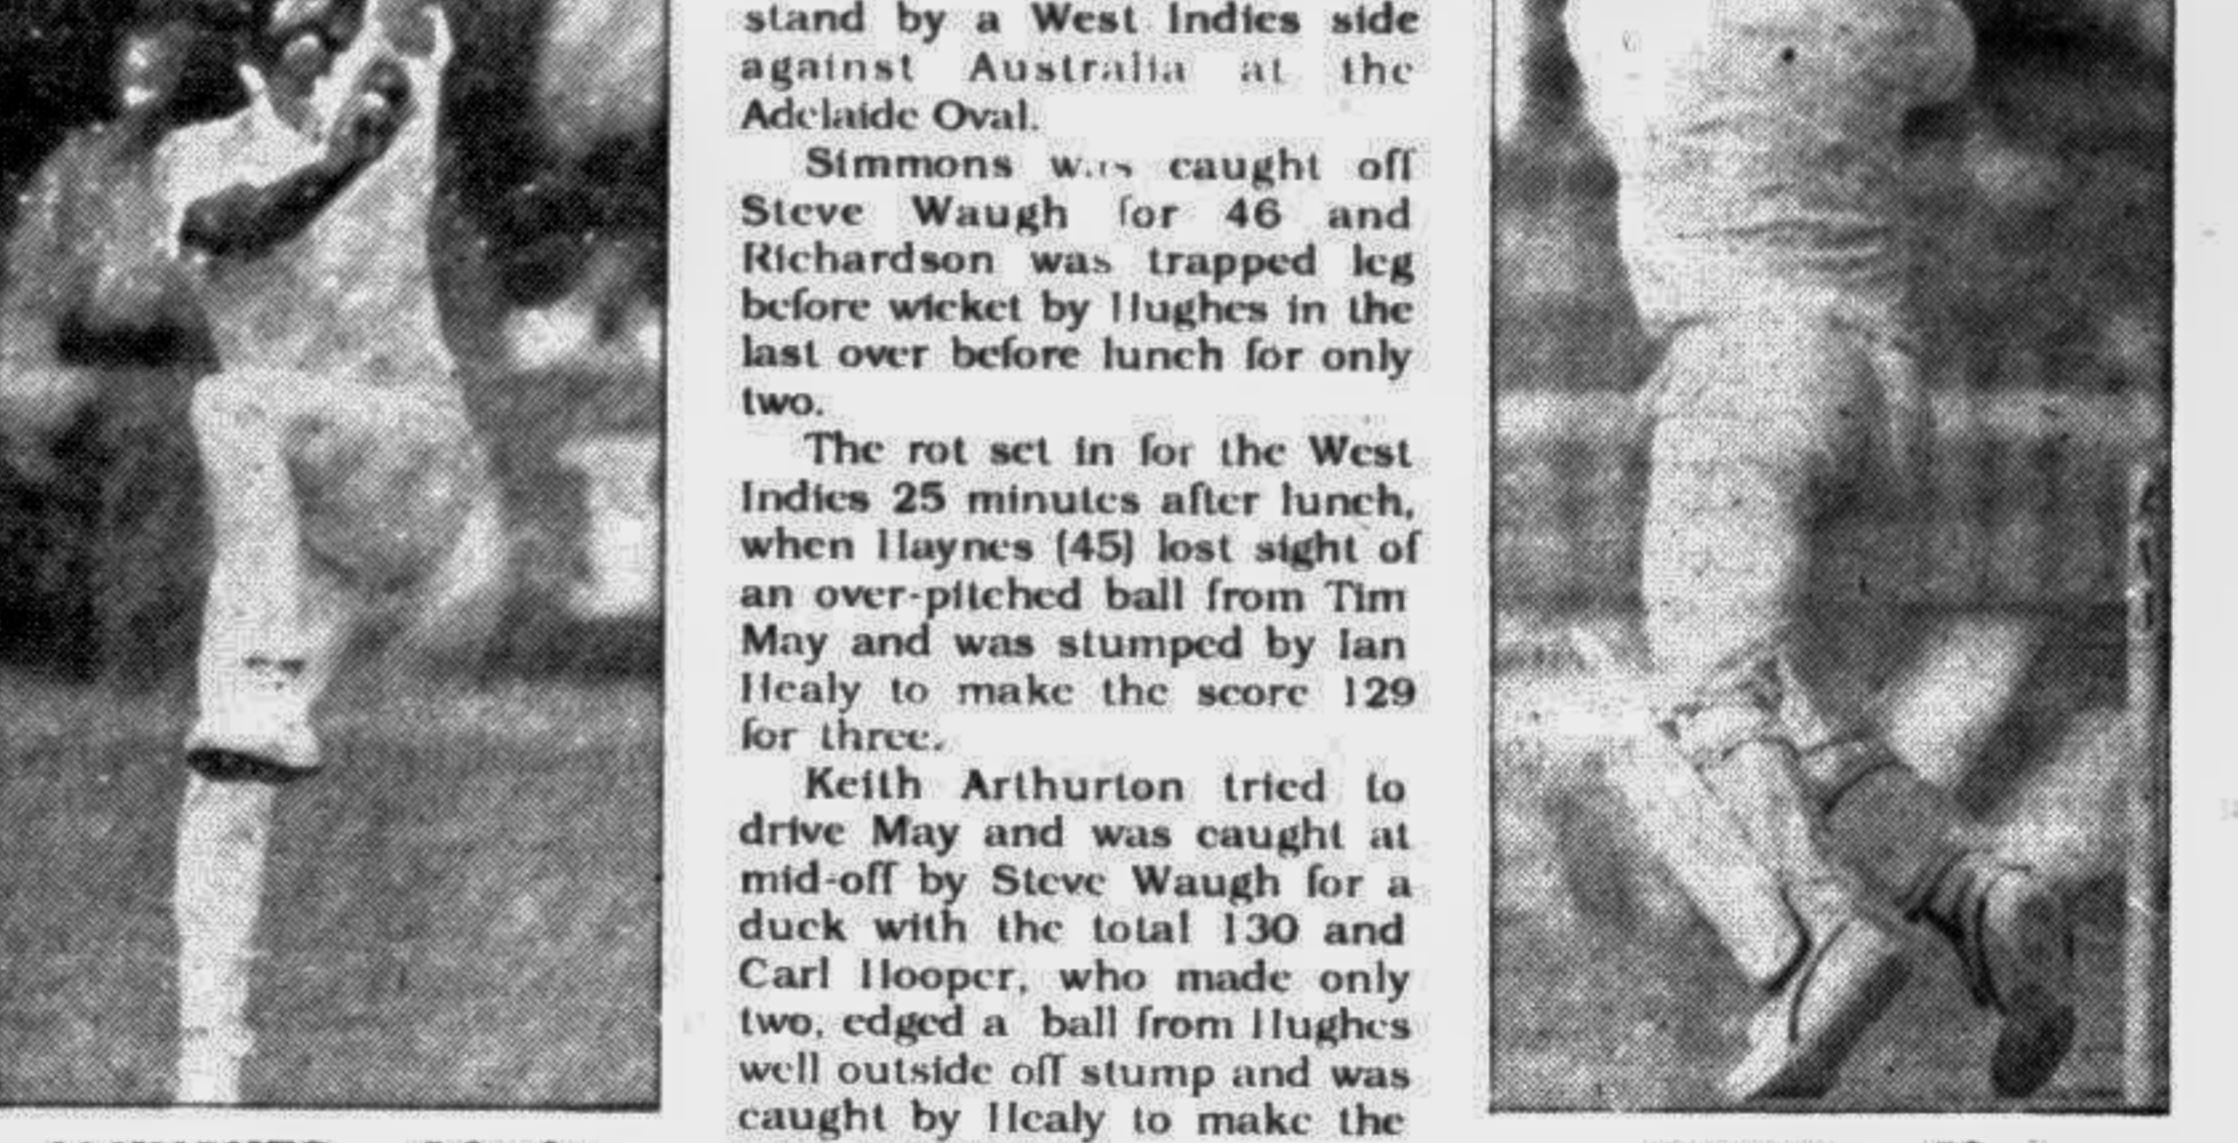 stand by a West Indies side
against Australia at the
Adelaide Oval.
Simmons was caught off
Steve Waugh for 46 and
Richardson was trapped leg
before wicket by Hughes in the
last over before lunch for only
two.
The rot set in for the West
Indies 25 minutes after lunch,
when Haynes (45) lost sight of
an over-pitched ball from Tim
May and was stumped by Ian
Healy to make the score 129
for three.
Keith Arthurton tried to
drive May and was caught at
mid-off by Steve Waugh for a
duck with the total 130 and
Carl Hooper, who made only
two, edged a ball from Hughes
well outside off stump and was
caught by Healy to make the